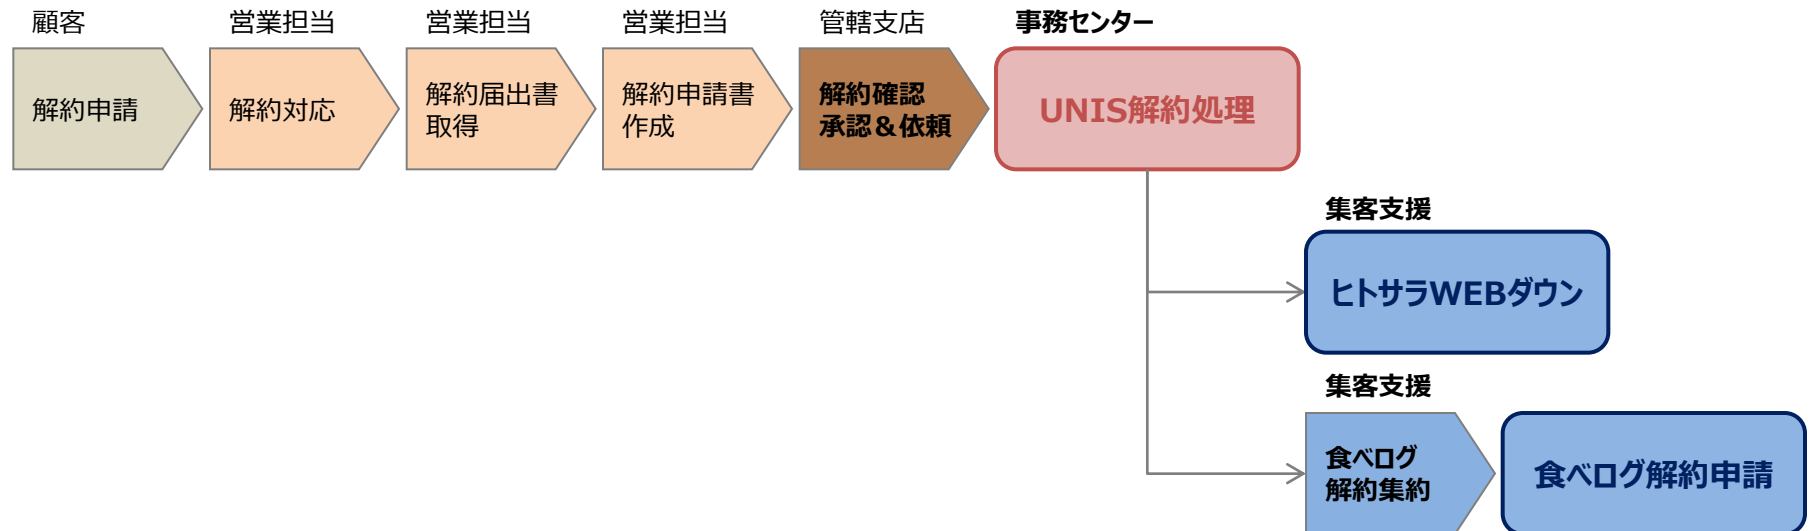 顧客
営業担当
営業担当
営業担当
管轄支店
事務センター
解約申請
解約対応
解約届出書
取得
解約申請書
作成
解約確認
承認＆依頼
UNIS解約処理
集客支援
ヒトサラWEBダウン
集客支援
食べログ
解約集約
食べログ解約申請